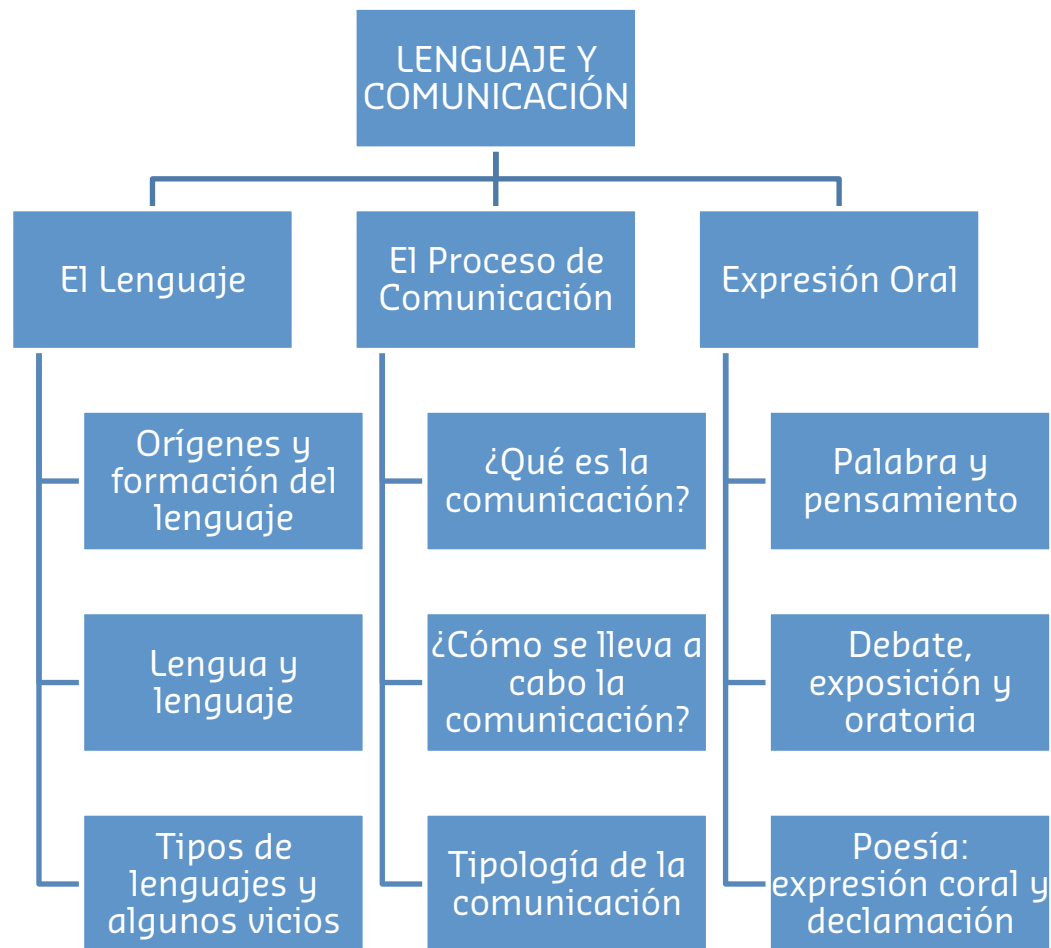 LENGUAJE Y
COMUNICACIÓN
El Lenguaje
El Proceso de
Comunicación
Expresión Oral
Orígenes y
formación del
lenguaje
Lengua y
lenguaje
Tipos de
lenguajes y
algunos vicios
¿Qué es la
comunicación?
¿Cómo se lleva a
cabo la
comunicación?
Tipología de la
comunicación
Palabra y
pensamiento
Debate,
exposición y
oratoria
Poesía:
expresión coral y
declamación